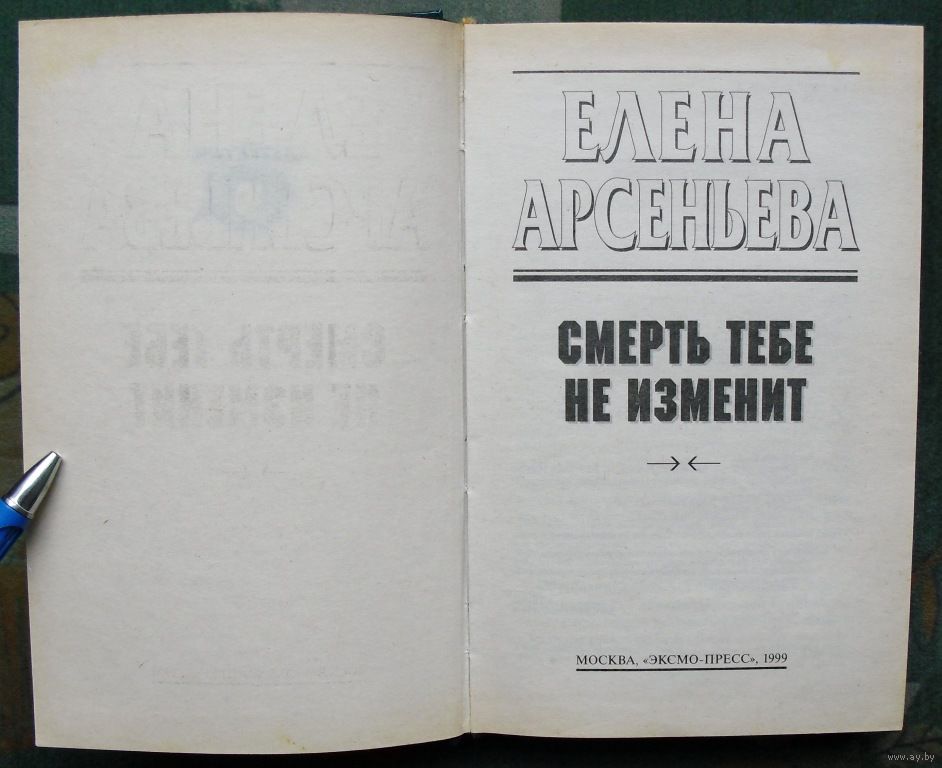 ЕЛЕНА
АРСЕНЬЕВА
СМЕРТЬ ТЕБЕ
НЕ ИЗМЕНИТ
МОСКВА, «ЭКСМО-ПРЕСС», 1999
www.ay.by